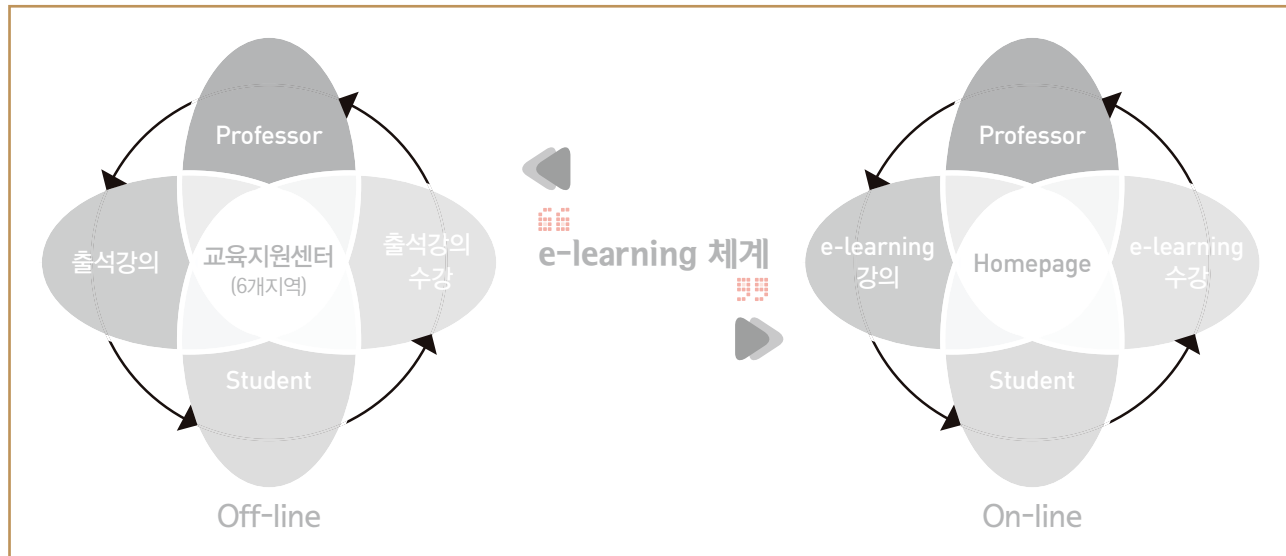 Professor
출석강의
교육지원센터
(6개지역)
출석강의
수강
Student
Off-line
“
e-learning 체계
”
Professor
e-learning
강의
Homepage
e-learning
수강
Student
On-line